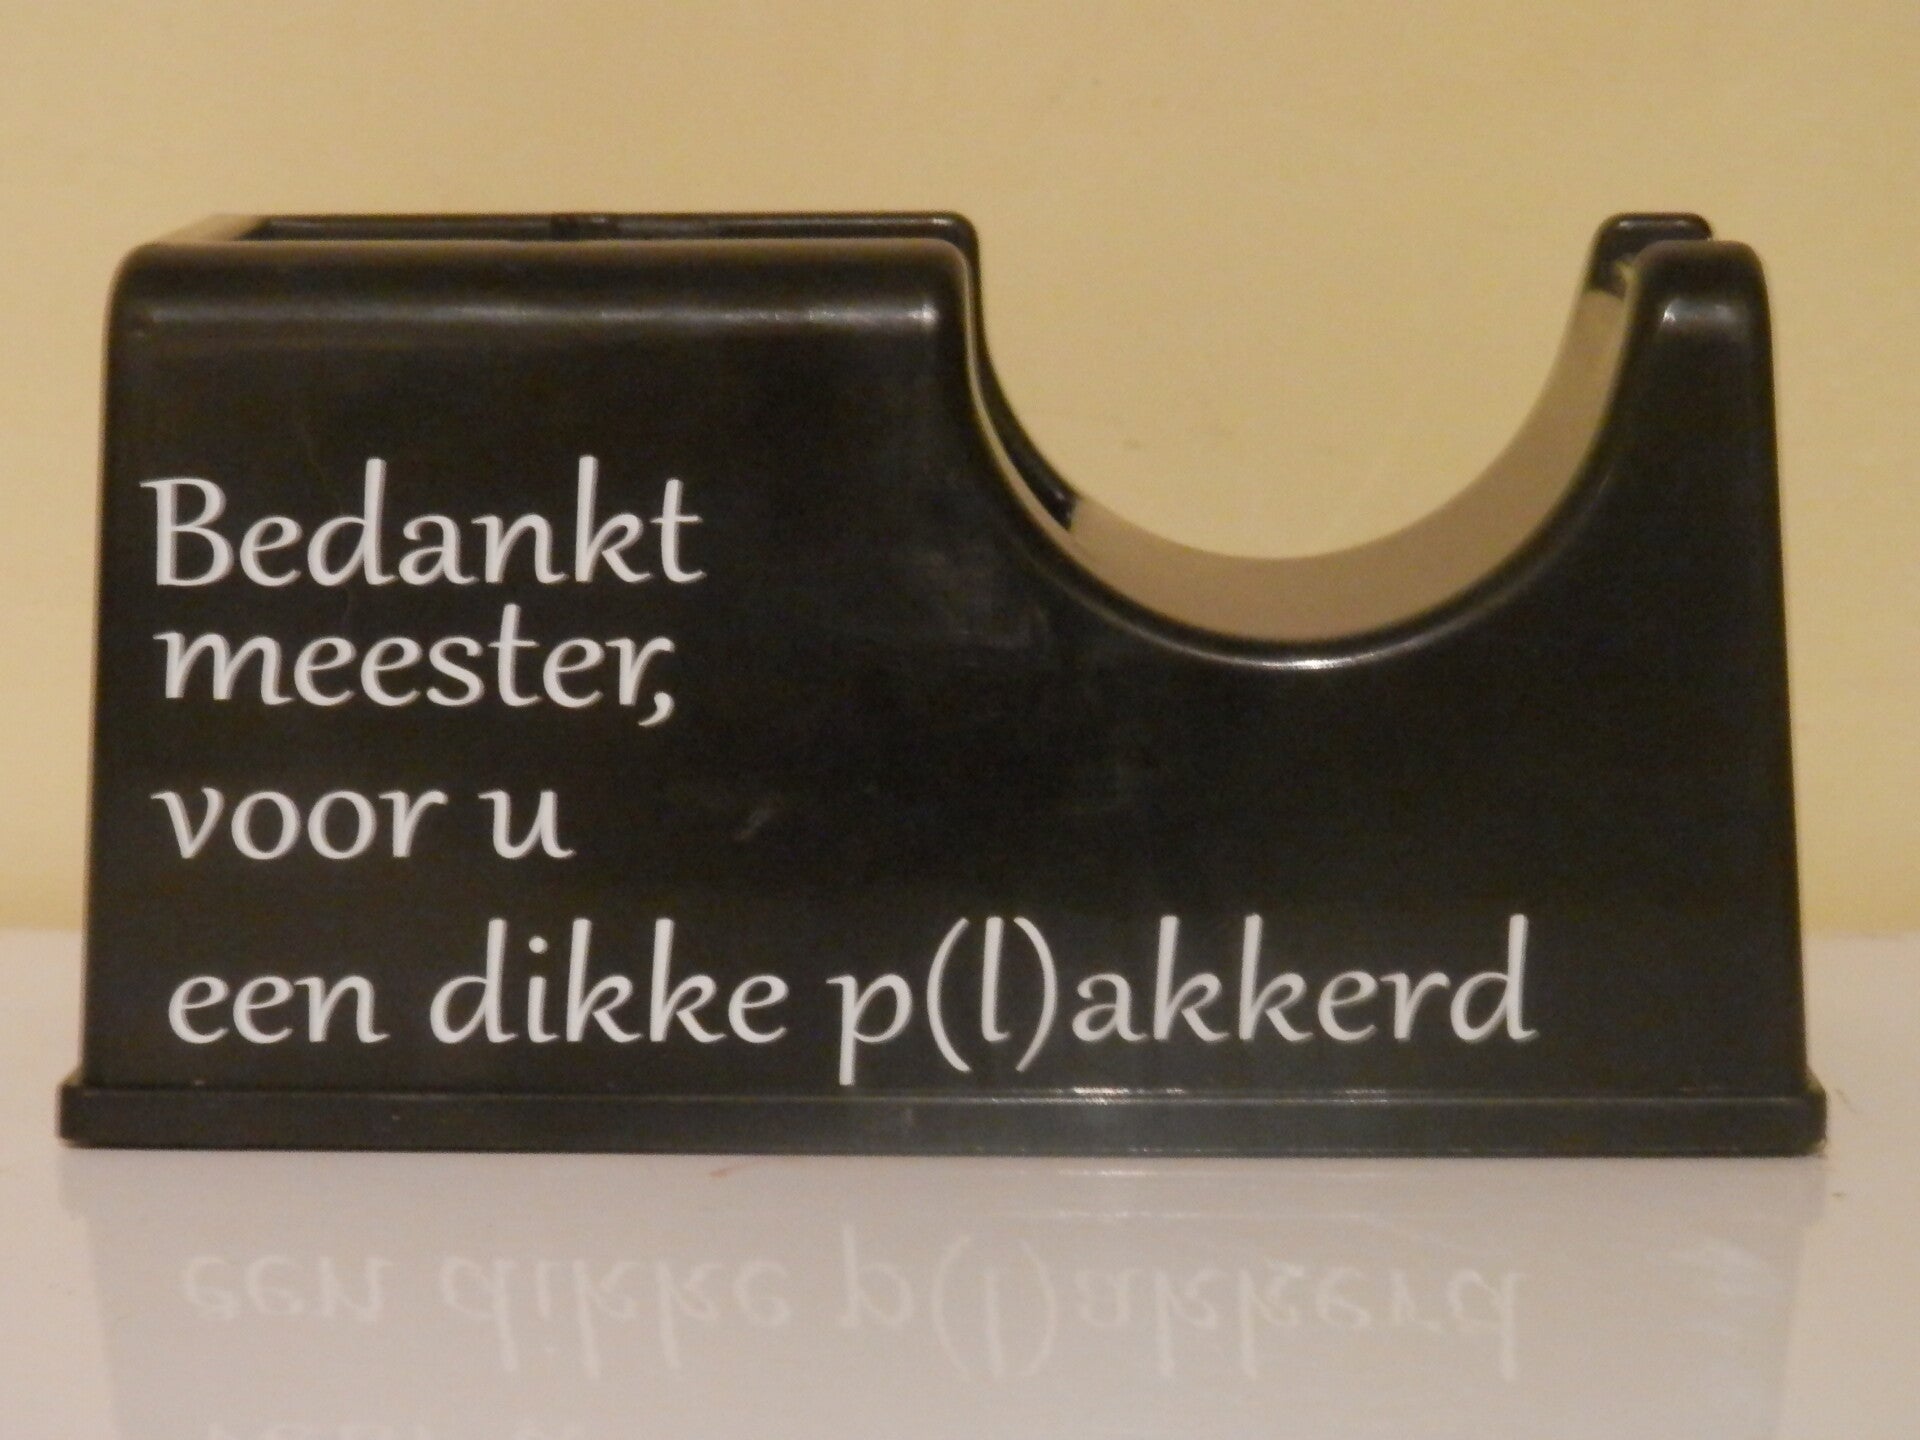 Bedankt
meester,
voor u
een dikke p(l)akkerd